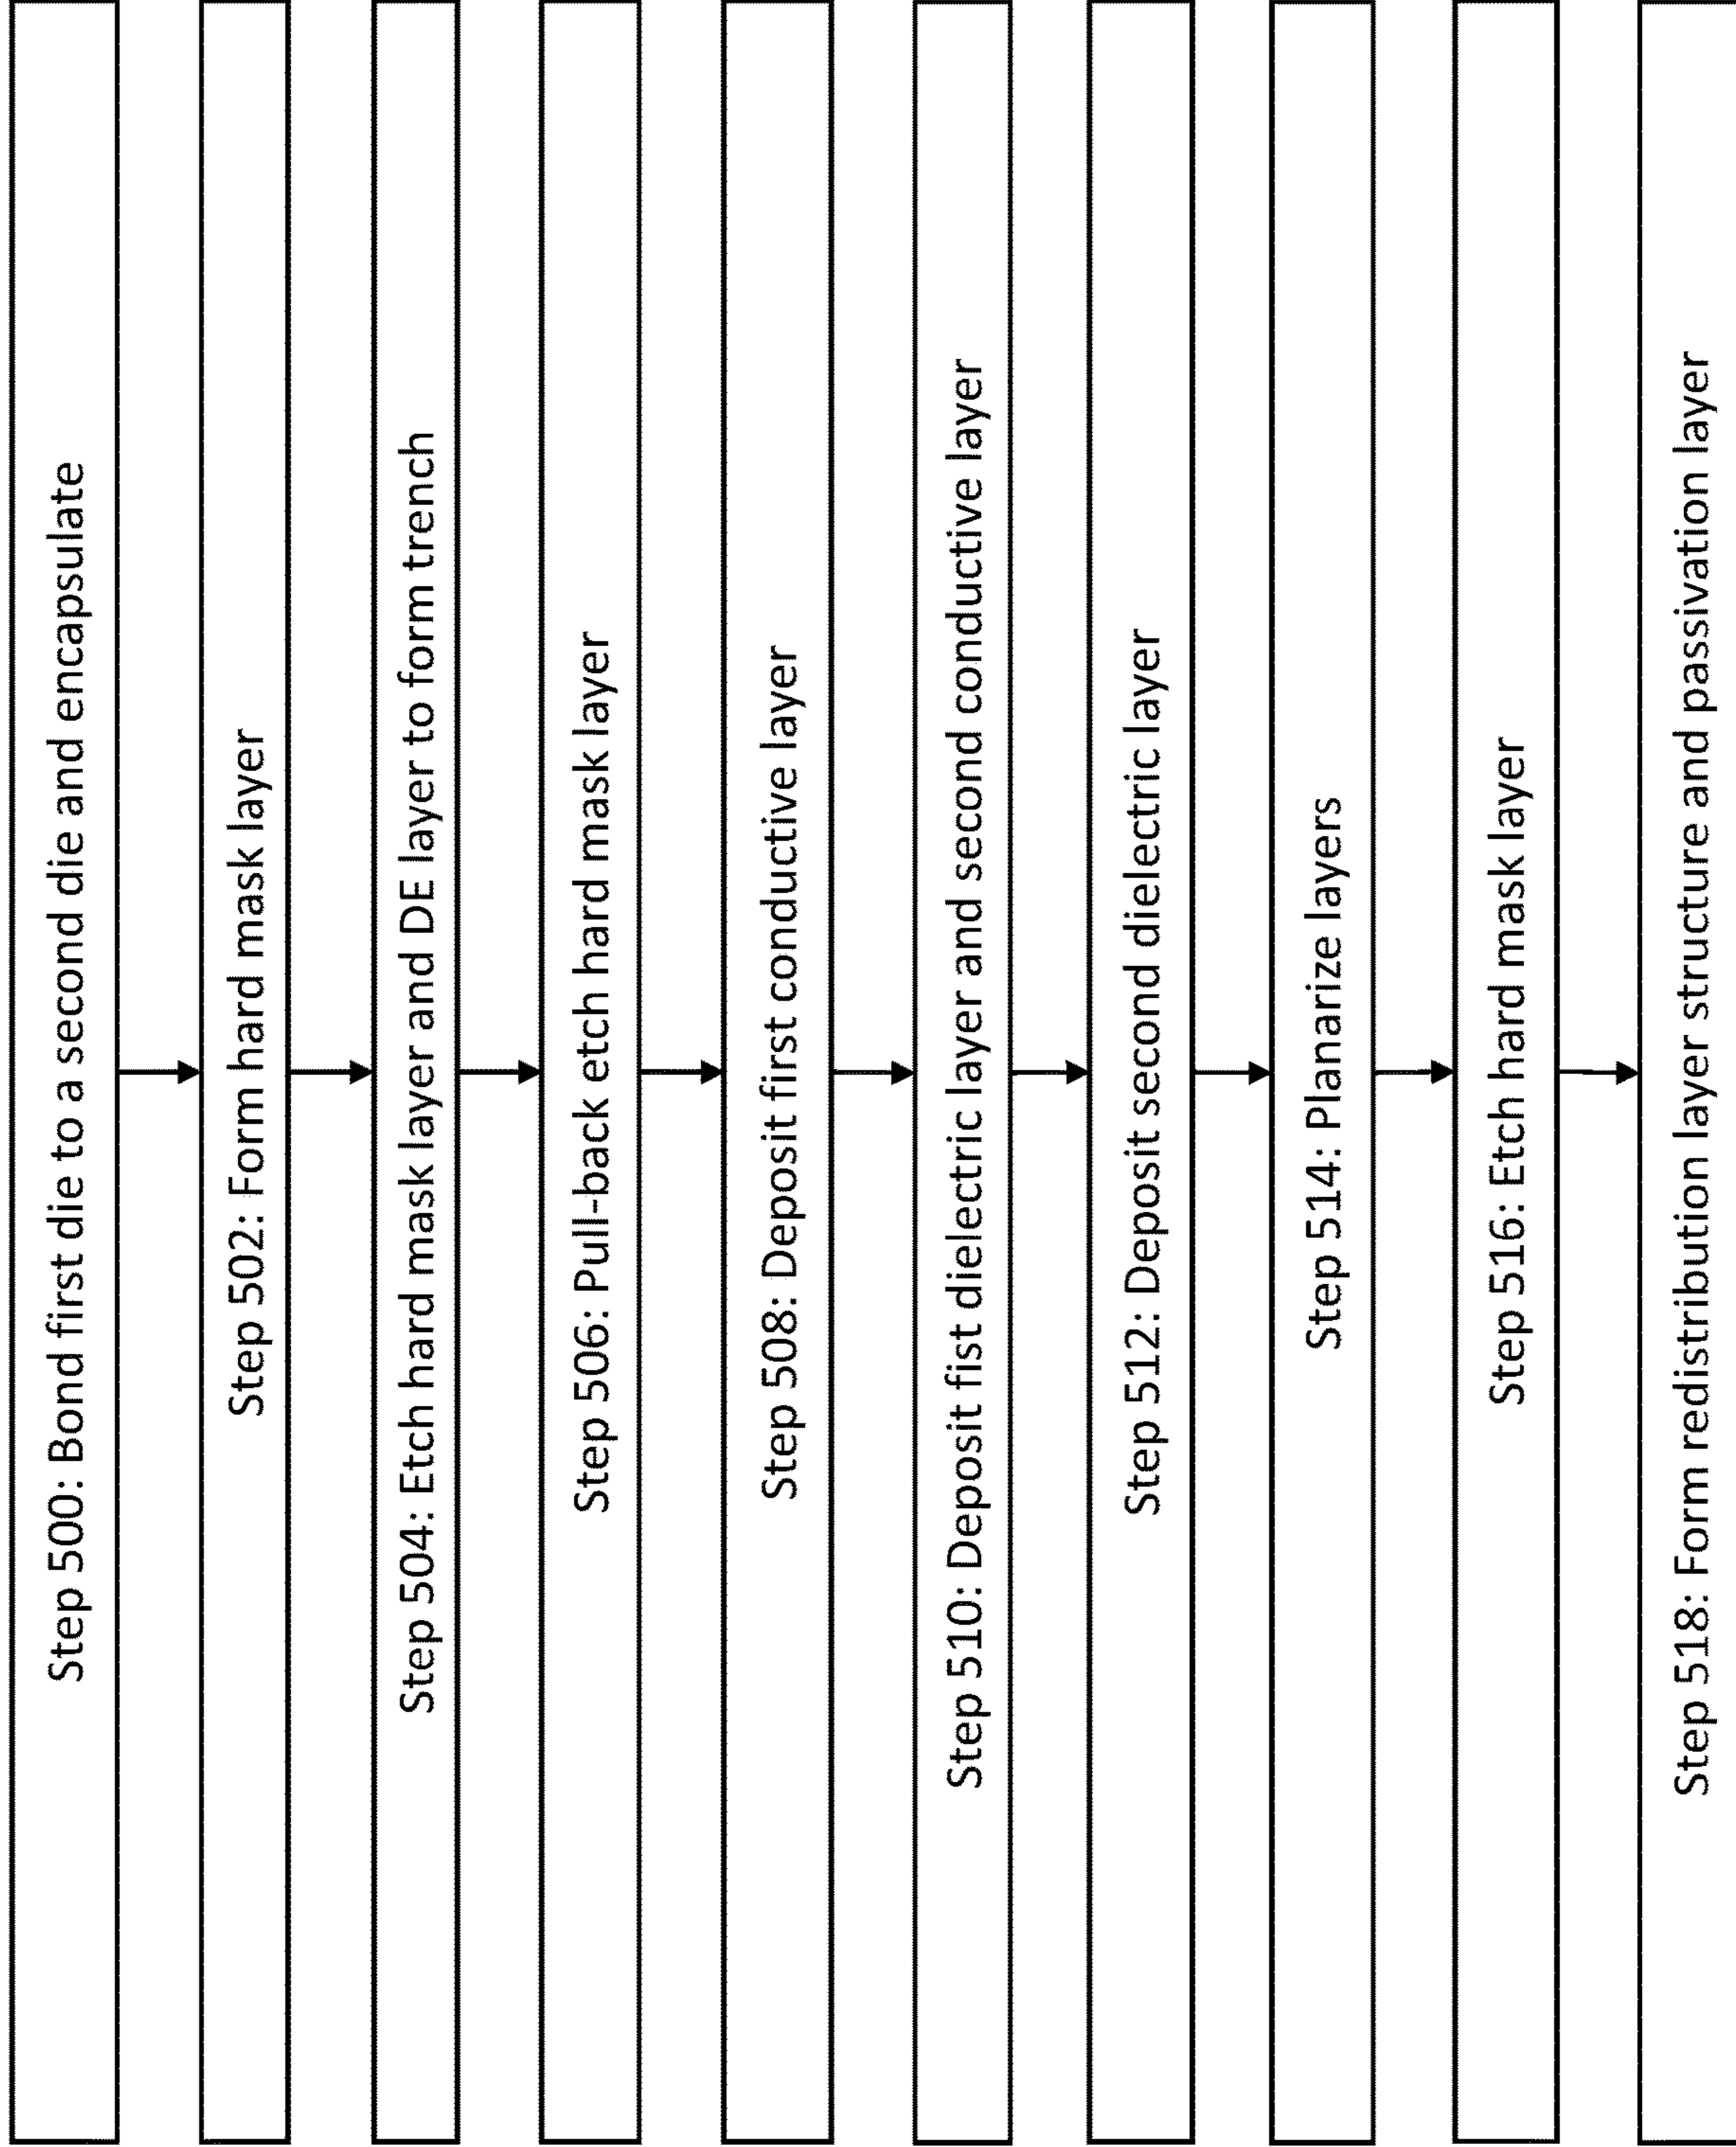 Step 500: Bond first die to a second die and encapsulate
Step 502: Form hard mask layer
Step 504: Etch hard mask layer and DE layer to form trench
Step 506: Pull-back etch hard mask layer
Step 508: Deposit first conductive layer
Step 510: Deposit fist dielectric layer and second conductive layer
Step 512: Deposit second dielectric layer
Step 514: Planarize layers
Step 516: Etch hard mask layer
Step 518: Form redistribution layer structure and passivation layer